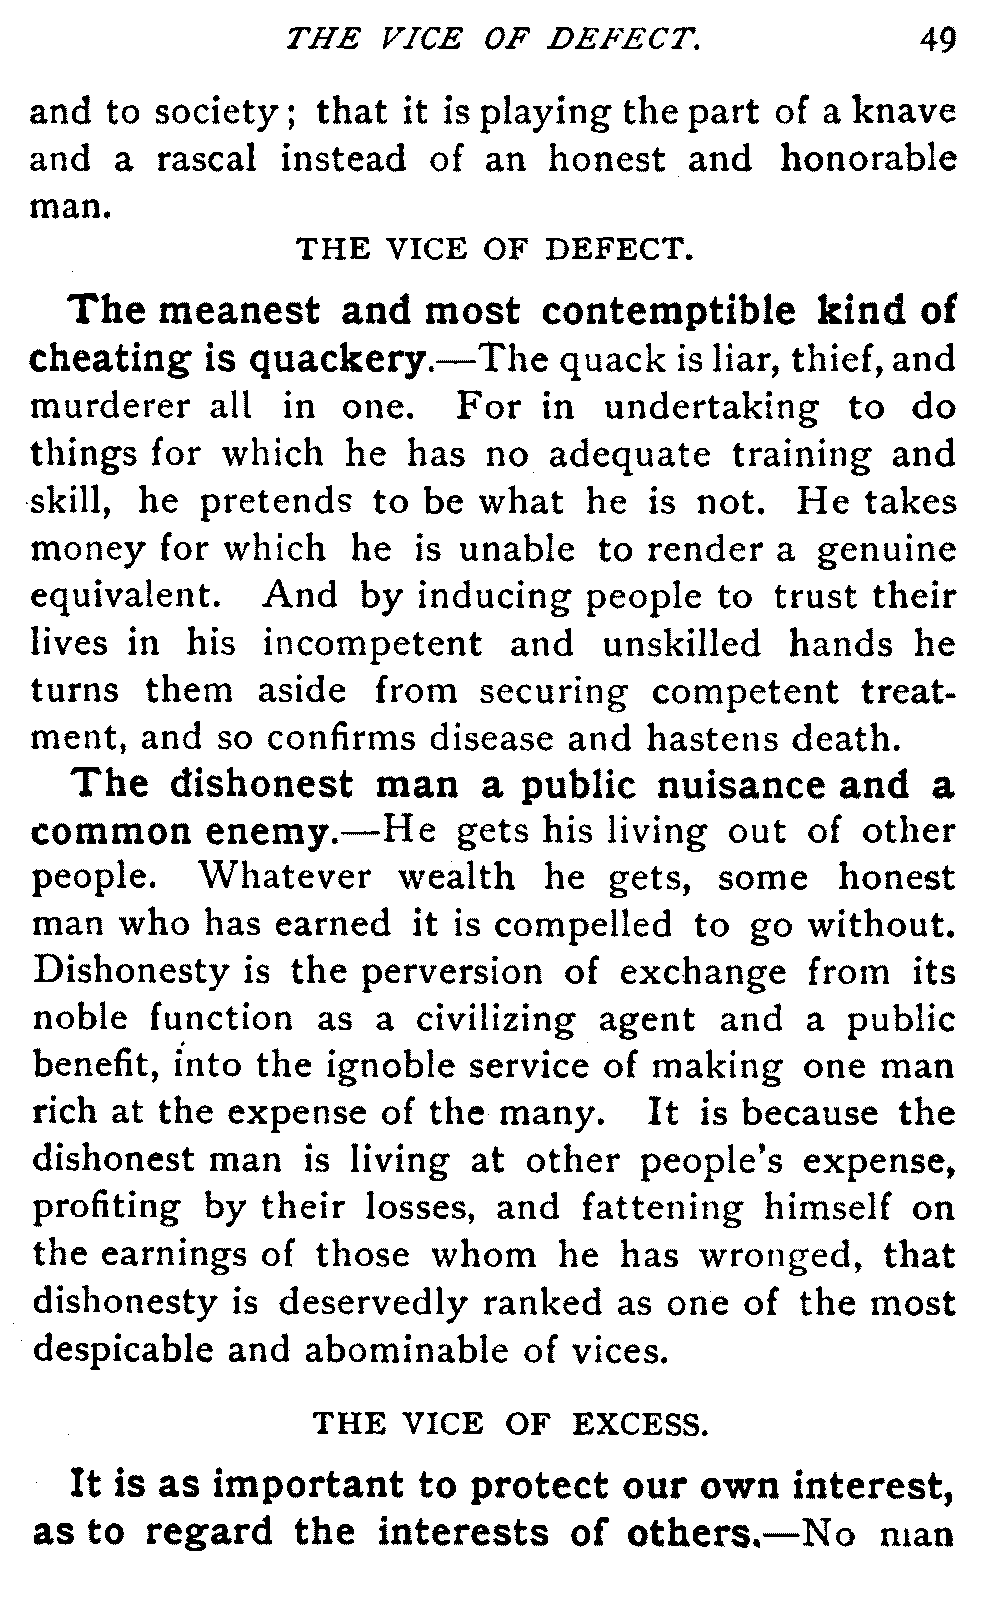 THE VICE OF DEFECT. 49
and to society; that it is playing the part of a knave
and a rascal instead of an honest and honorable
man.
THE VICE OF DEFECT.
The meanest and most contemptible kind of
cheating is quackery.—The quack is liar, thief, and
murderer all in one. For in undertaking to do
things for which he has no adequate training and
skill, he pretends to be what he is not. He takes
money for which he is unable to render a genuine
equivalent. And by inducing people to trust their
lives in his incompetent and unskilled hands he
turns them aside from securing competent treat-
ment, and so confirms disease and hastens death.
The dishonest man a public nuisance and a
common enemy.—He gets his living out of other
people. Whatever wealth he gets, some honest
man who has earned it is compelled to go without.
Dishonesty is the perversion of exchange from its
noble function as a civilizing agent and a public
benefit, into the ignoble service of making one man
rich at the expense of the many. It is because the
dishonest man is living at other people's expense,
profiting by their losses, and fattening himself on
the earnings of those whom he has wronged, that
dishonesty is deservedly ranked as one of the most
despicable and abominable of vices.
THE VICE OF EXCESS.
It is as important to protect our own interest,
as to regard the interests of others.—No man